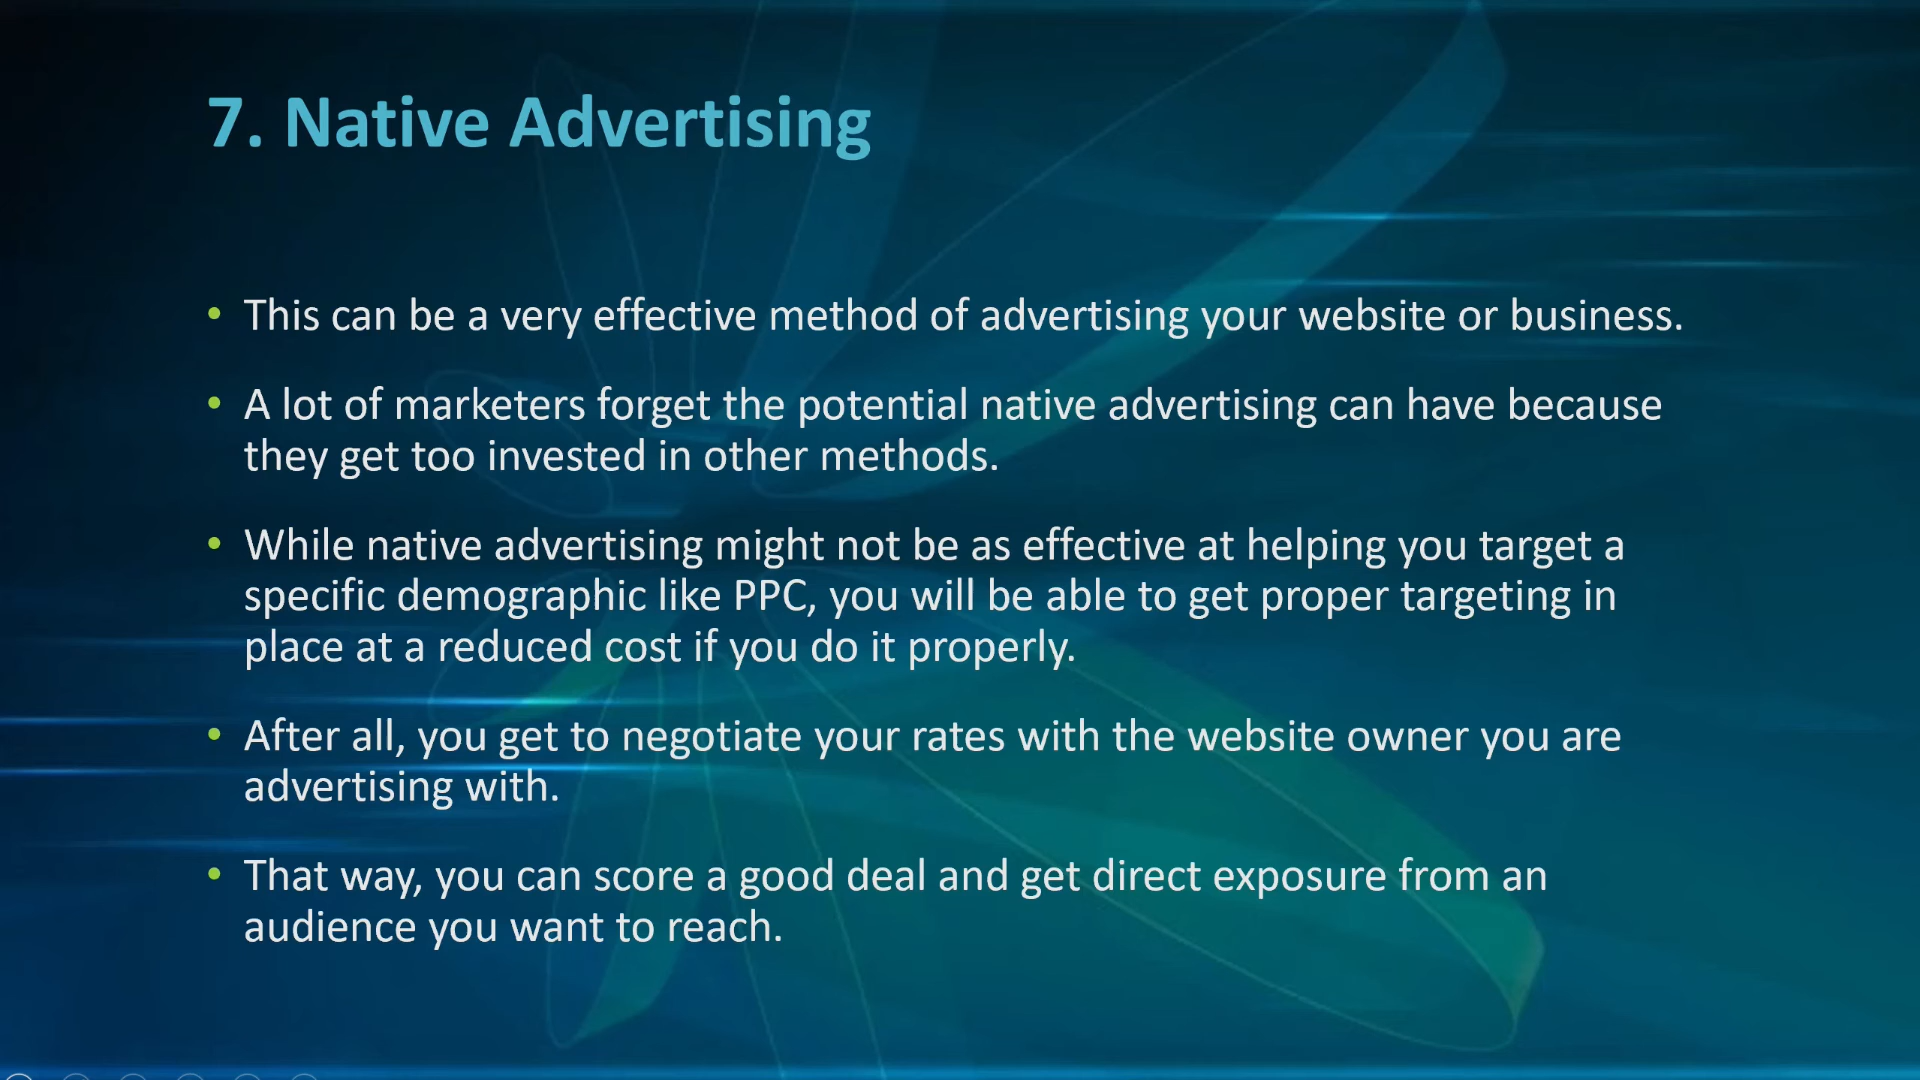 7. Native Advertising
• This can be a very effective method of advertising your website or business.
• A lot of marketers forget the potential native advertising can have because
they get too invested in other methods.
• While native advertising might not be as effective at helping you target a
specific demographic like PPC, you will be able to get proper targeting in
place at a reduced cost if you do it properly.
• After all, you get to negotiate your rates with the website owner you are
advertising with.
• That way, you can score a good deal and get direct exposure from an
audience you want to reach.